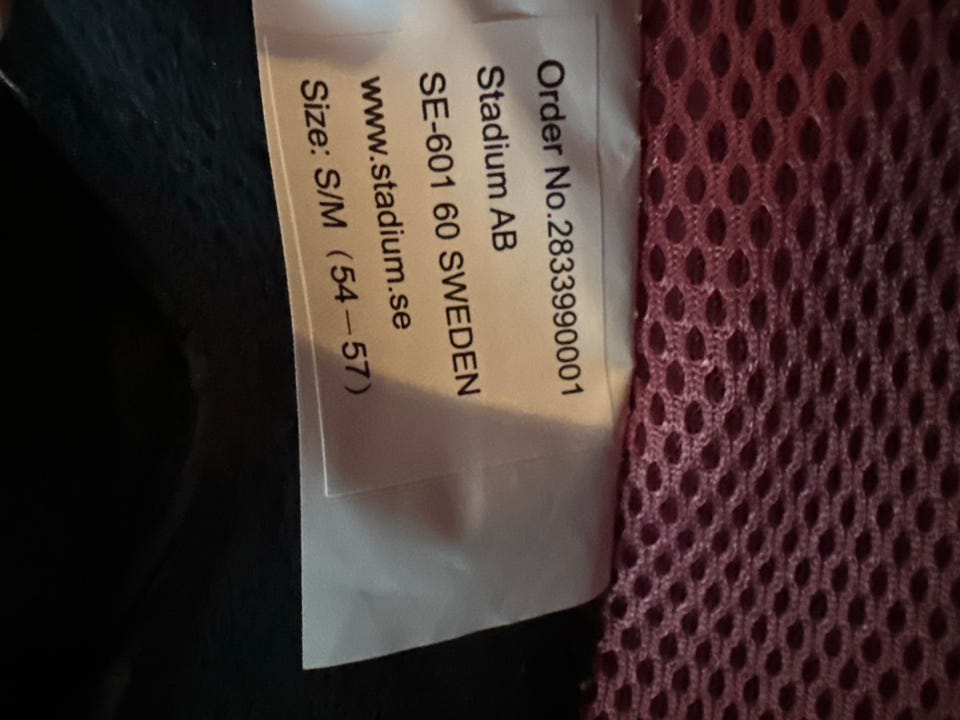 Order No.2833990001
Stadium AB
SE-601 60 SWEDEN
www.stadium.se
Size: S/M (54－57)